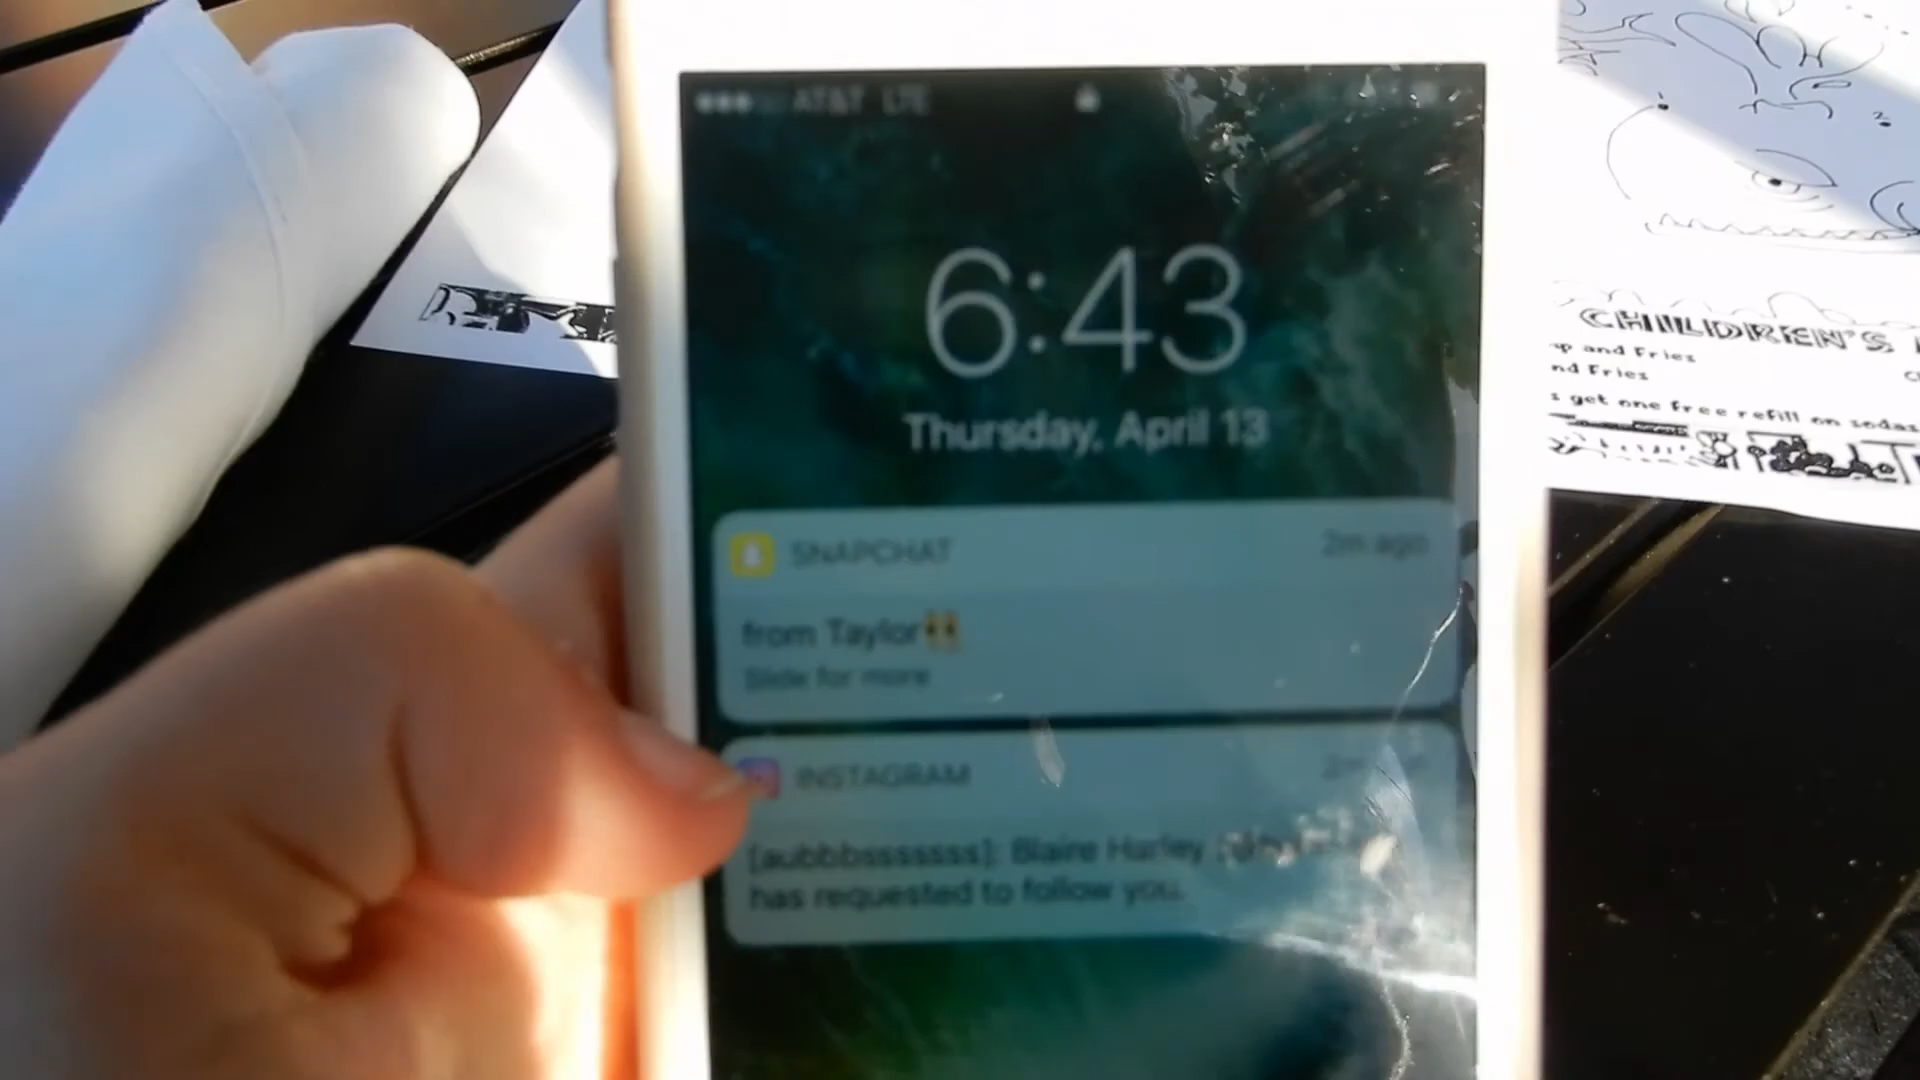 AT&T LTE
6:43
Thursday, April 13
SNAPCHAT 2m ago
from Taylor
Slide for more
INSTAGRAM
[aubbbsssssss]: Blaire Harley
has requested to follow you.
CHILDREN'S
and Fries
Fries
get one free refill on sodas